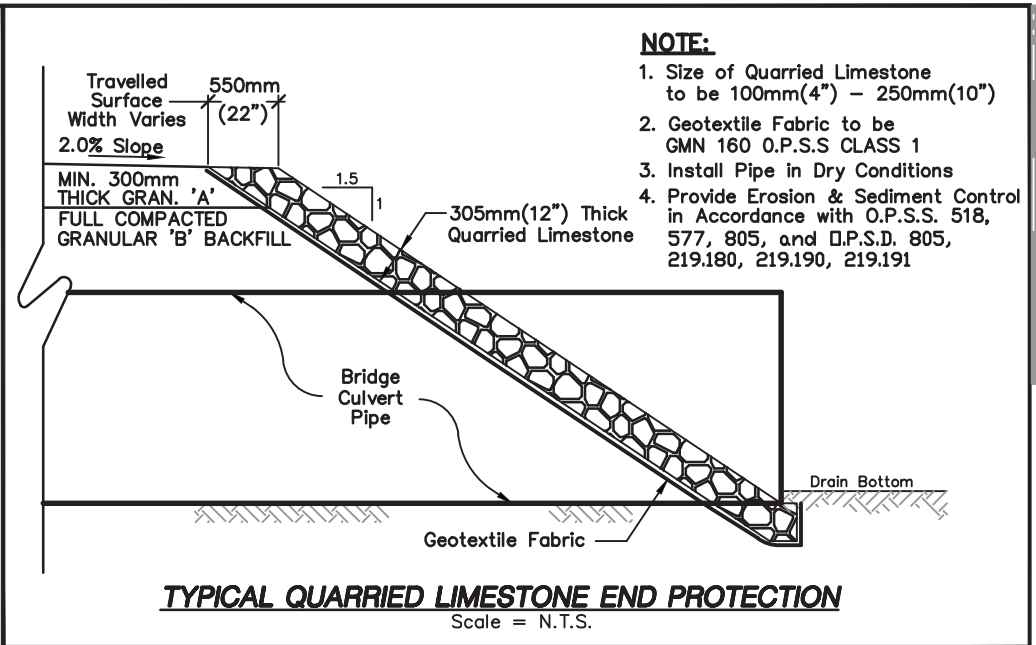 NOTE:
1. Size of Quarried Limestone
to be 100mm(4") - 250mm(10")
2. Geotextile Fabric to be
GMN 160 O.P.S.S CLASS 1
3. Install Pipe in Dry Conditions
4. Provide Erosion & Sediment Control
in Accordance with O.P.S.S. 518,
577, 805, and O.P.S.D. 805,
219.180, 219.190, 219.191
Travelled
Surface
Width Varies
550mm
(22")
2.0% Slope
MIN. 300mm
THICK GRAN. 'A'
FULL COMPACTED
GRANULAR 'B' BACKFILL
1.5
1
305mm(12") Thick
Quarried Limestone
Bridge
Culvert
Pipe
Drain Bottom
Geotextile Fabric
TYPICAL QUARRIED LIMESTONE END PROTECTION
Scale = N.T.S.